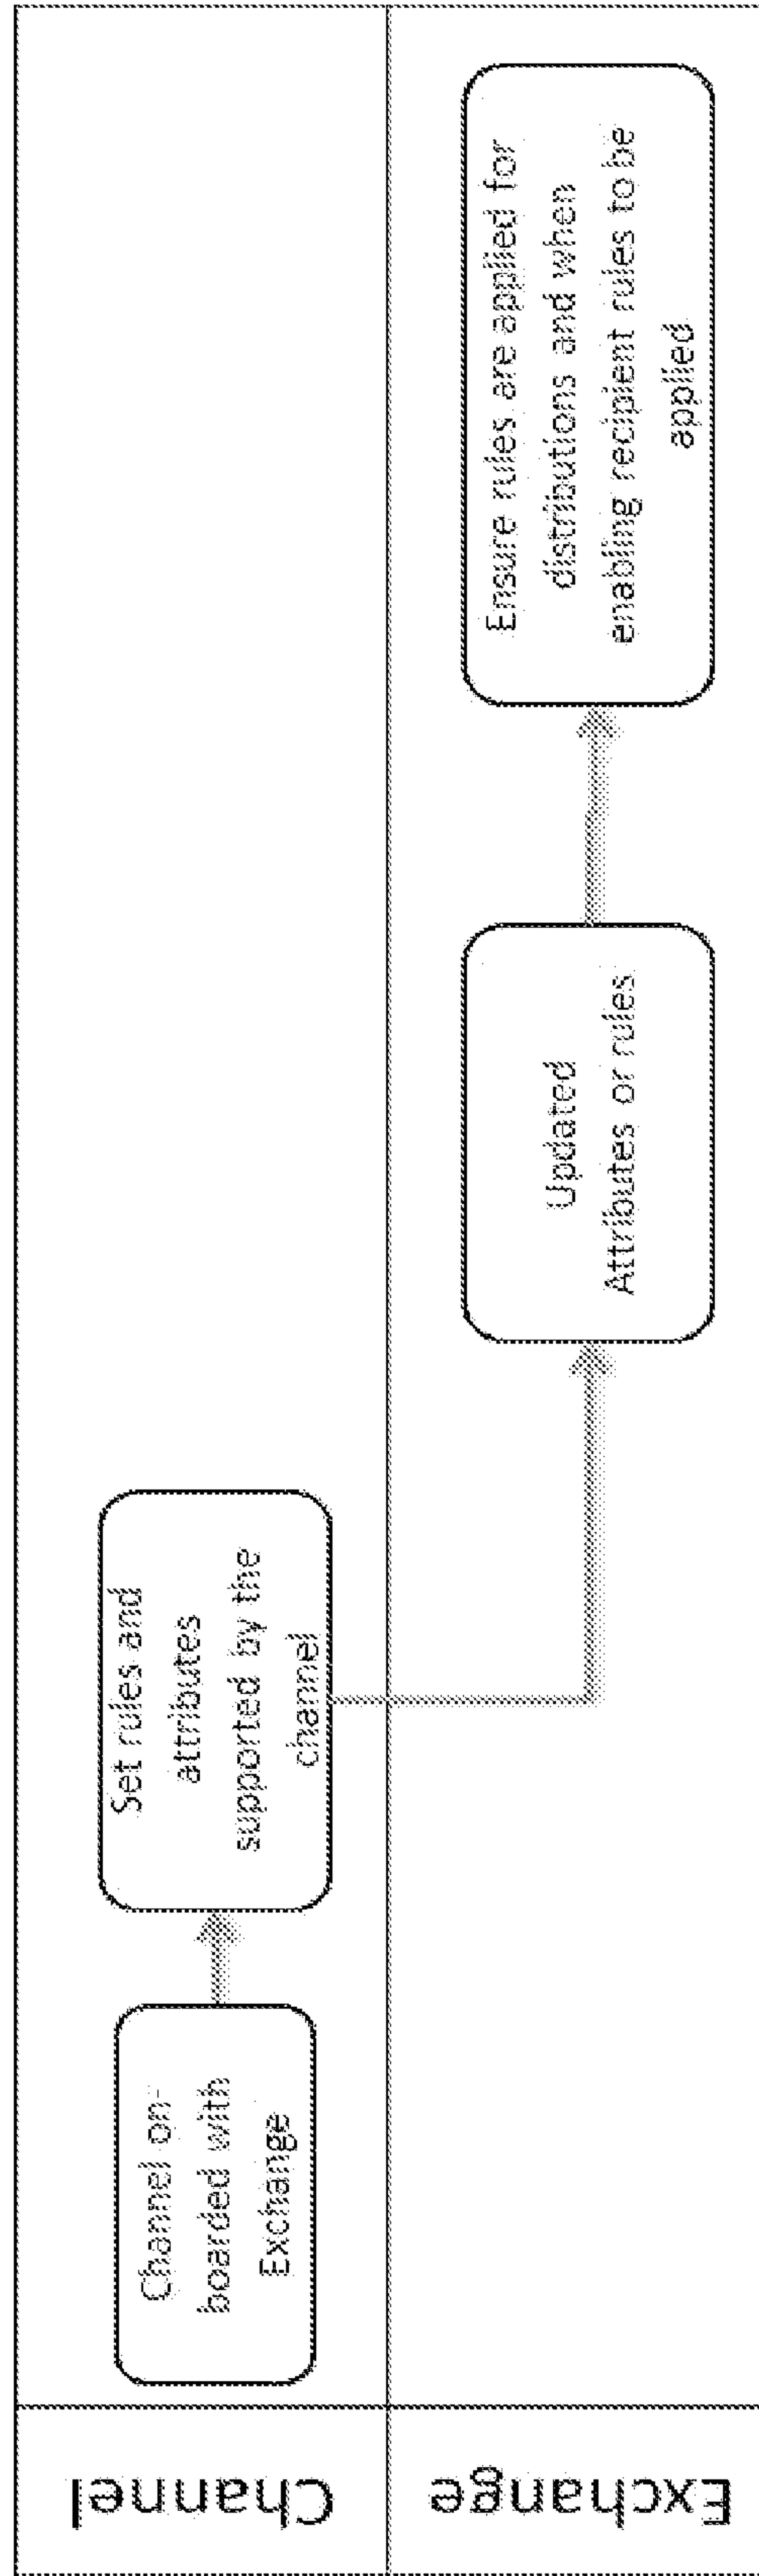 Channel
Channel on-
boarded with
Exchange
Set rules and
attributes
supported by the
channel
Exchange
Updated
Attributes or rules
Ensure rules are applied for
distributions and when
enabling recipient rules to be
applied